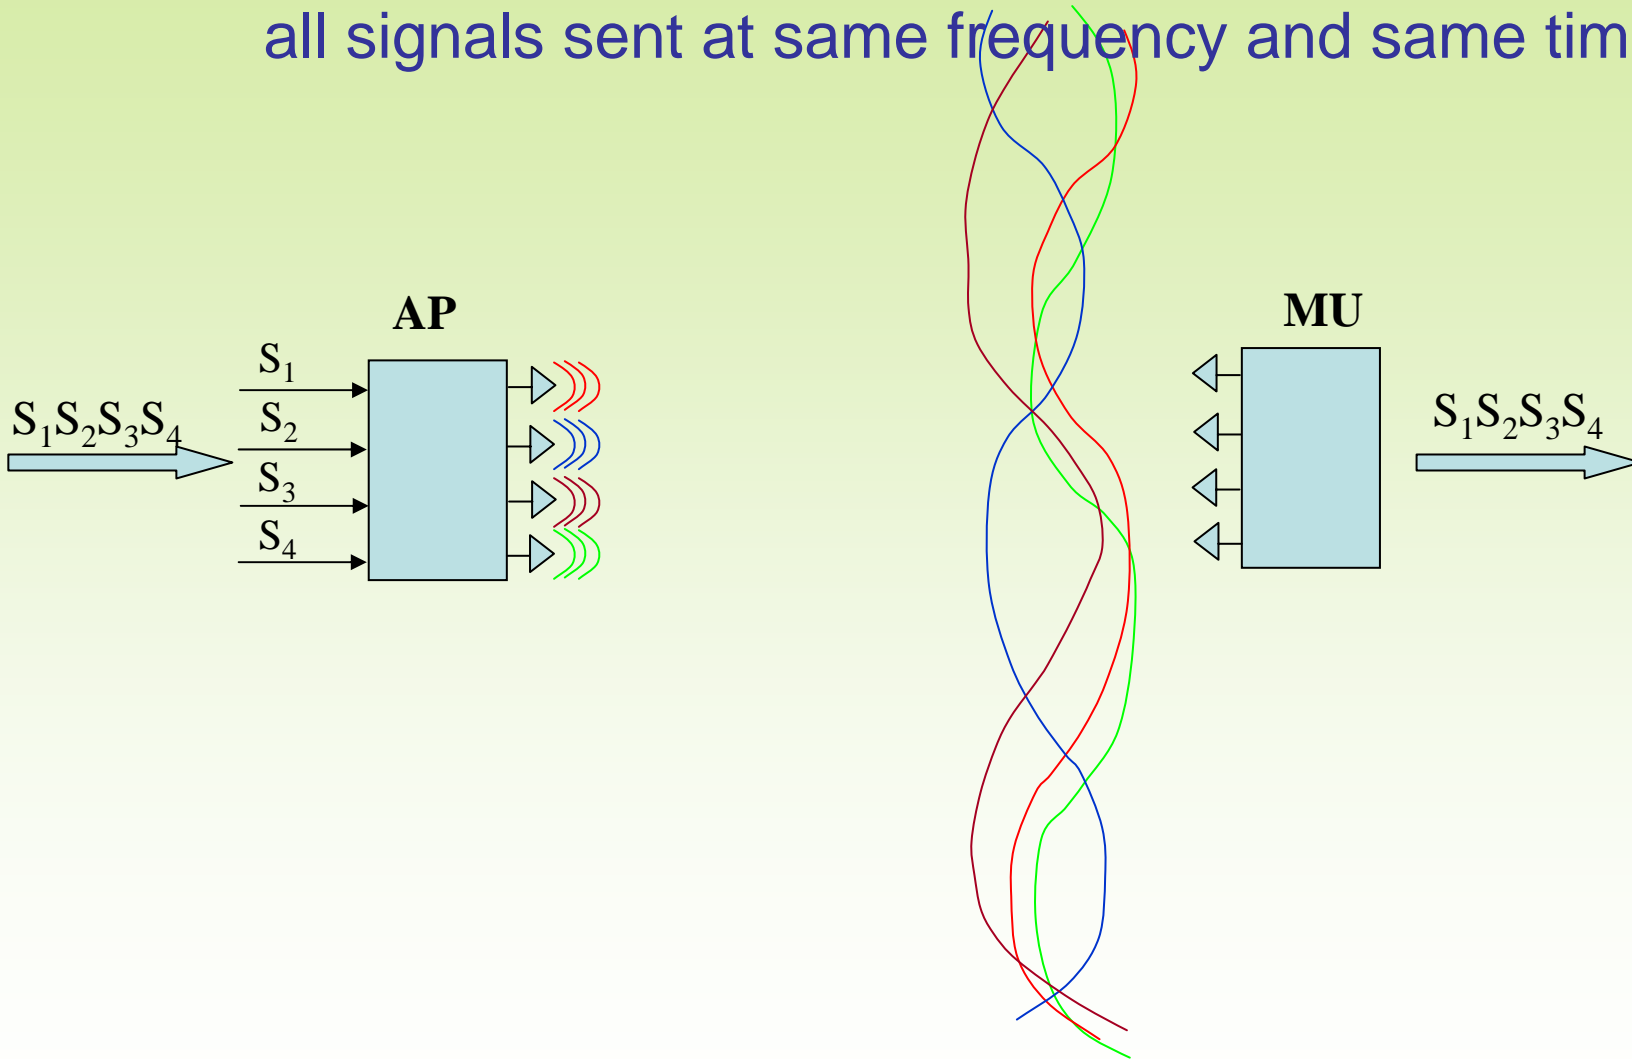 all signals sent at same frequency and same tim
AP
MU
S1
S2
S3
S4
S1S2S3S4
S1S2S3S4